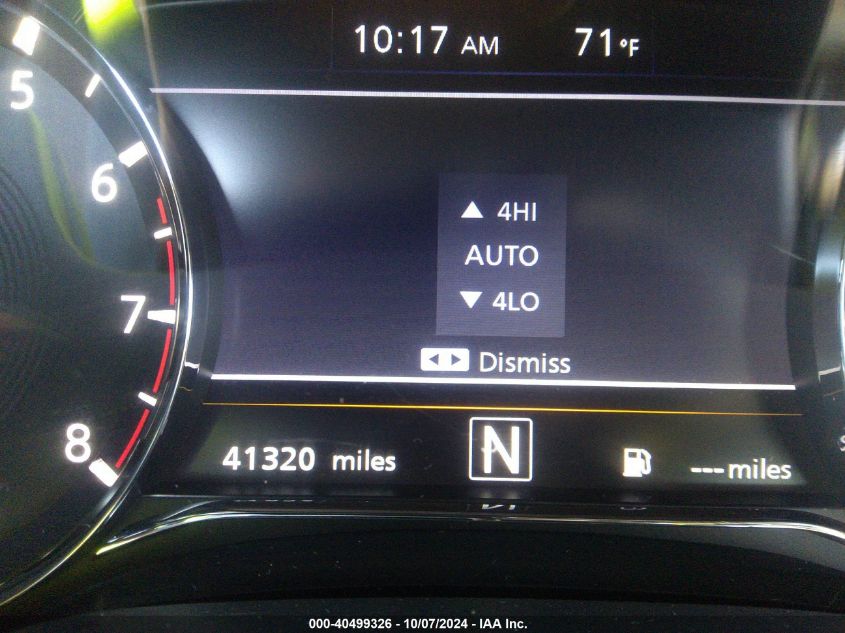 10:17 AM 71°F
5
6
7
8
▲ 4HI
AUTO
▼ 4LO
◀▶ Dismiss
41320 miles N ---miles
000-40499326 - 10/07/2024 - IAA Inc.